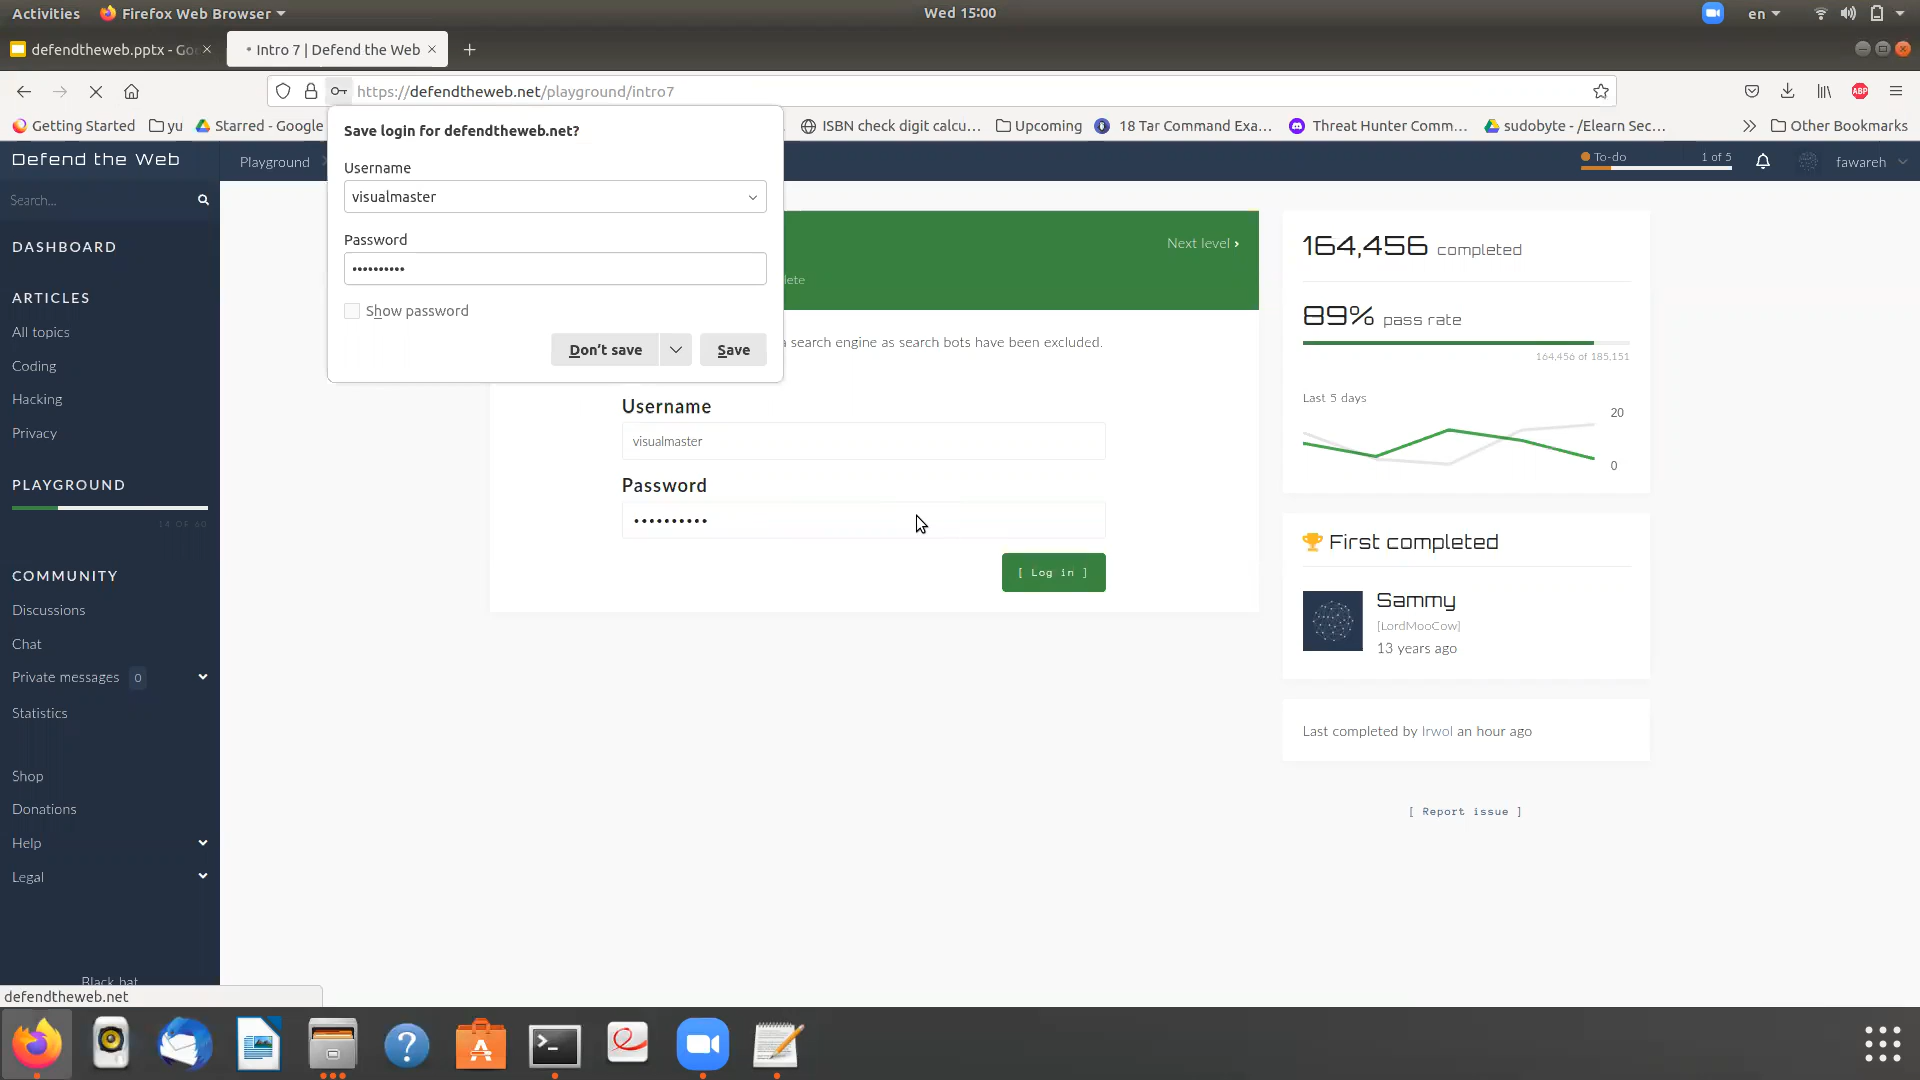 Activities
Firefox Web Browser
Wed 15:00
en
defendtheweb.pptx - Go
Intro 7 | Defend the Web
https://defendtheweb.net/playground/intro7
Getting Started
yu
Starred - Google
ISBN check digit calcu...
Upcoming
18 Tar Command Exa...
Threat Hunter Comm...
sudobyte - /Elearn Sec...
Other Bookmarks
ABP
Save login for defendtheweb.net?
Username
visualmaster
Password
••••••••••
Show password
Don't save
Save
Defend the Web
Search...
DASHBOARD
ARTICLES
All topics
Coding
Hacking
Privacy
PLAYGROUND
14 OF 60
COMMUNITY
Discussions
Chat
Private messages 0
Statistics
Shop
Donations
Help
Legal
Black hat
defendtheweb.net
Playground
To-do 1 of 5
fawareh
Next level ›
search engine as search bots have been excluded.
Username
visualmaster
Password
••••••••••
[ Log in ]
164,456 completed
89% pass rate
164,456 of 185,151
Last 5 days
20
0
First completed
Sammy
[LordMooCow]
13 years ago
Last completed by lrwol an hour ago
[ Report issue ]